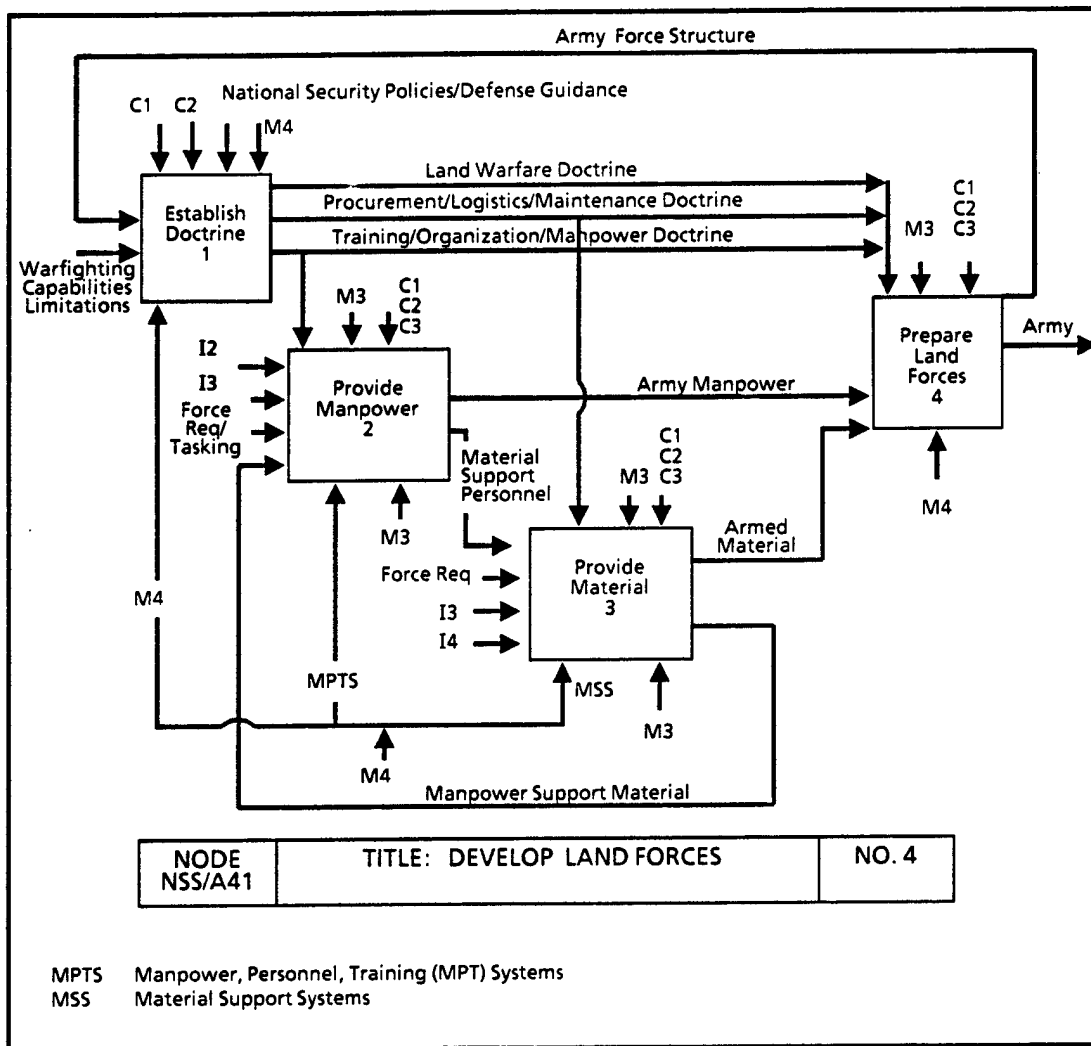 Army Force Structure
National Security Policies/Defense Guidance
C1
C2
M4
Land Warfare Doctrine
Procurement/Logistics/Maintenance Doctrine
Training/Organization/Manpower Doctrine
Establish
Doctrine
1
Warfighting
Capabilities
Limitations
C1
C2
C3
M3
Prepare
Land
Forces
4
Army
M4
M3
C1
C2
C3
I2
I3
Force
Req/
Tasking
Provide
Manpower
2
Army Manpower
Material
Support
Personnel
M3
C1
C2
C3
M3
Armed
Material
Force Req
I3
I4
Provide
Material
3
M4
MPTS
MSS
M3
M4
Manpower Support Material
NODE
NSS/A41
TITLE: DEVELOP LAND FORCES
NO. 4
MPTS Manpower, Personnel, Training (MPT) Systems
MSS Material Support Systems